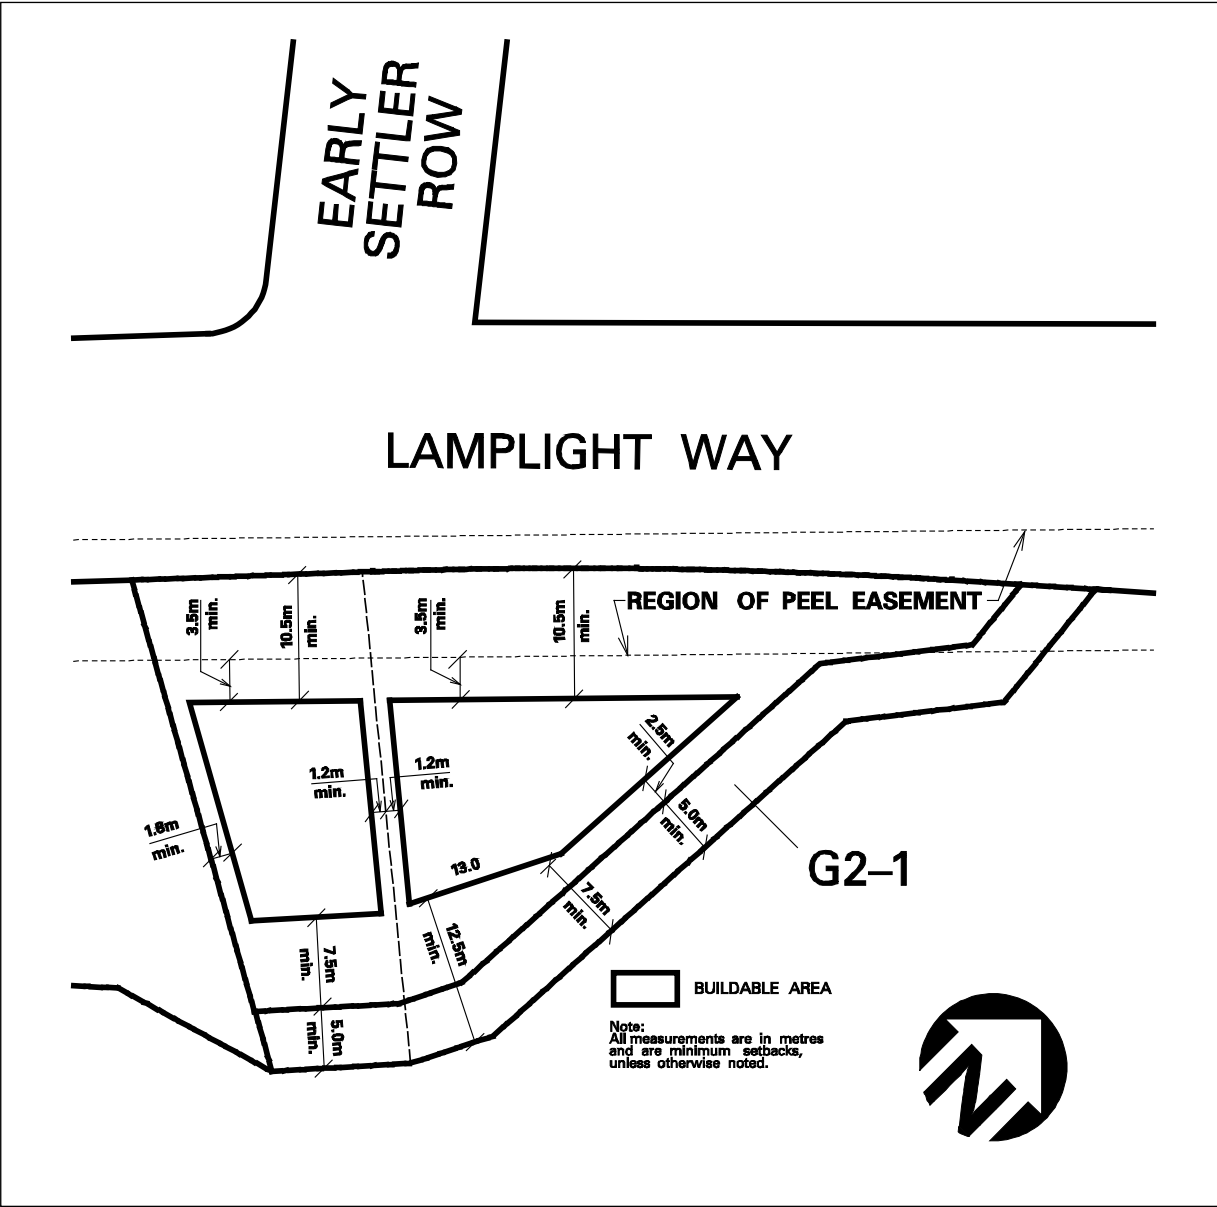 EARLY
SETTLER
ROW
LAMPLIGHT WAY
REGION OF PEEL EASEMENT
3.5m
min.
10.5m
min.
3.5m
min.
10.5m
min.
2.5m
min.
1.2m
min.
1.2m
min.
5.0m
min.
1.8m
min.
13.0
G2–1
7.5m
min.
12.5m
min.
7.5m
min.
5.0m
min.
BUILDABLE AREA
Note:
All measurements are in metres
and are minimum setbacks,
unless otherwise noted.
N